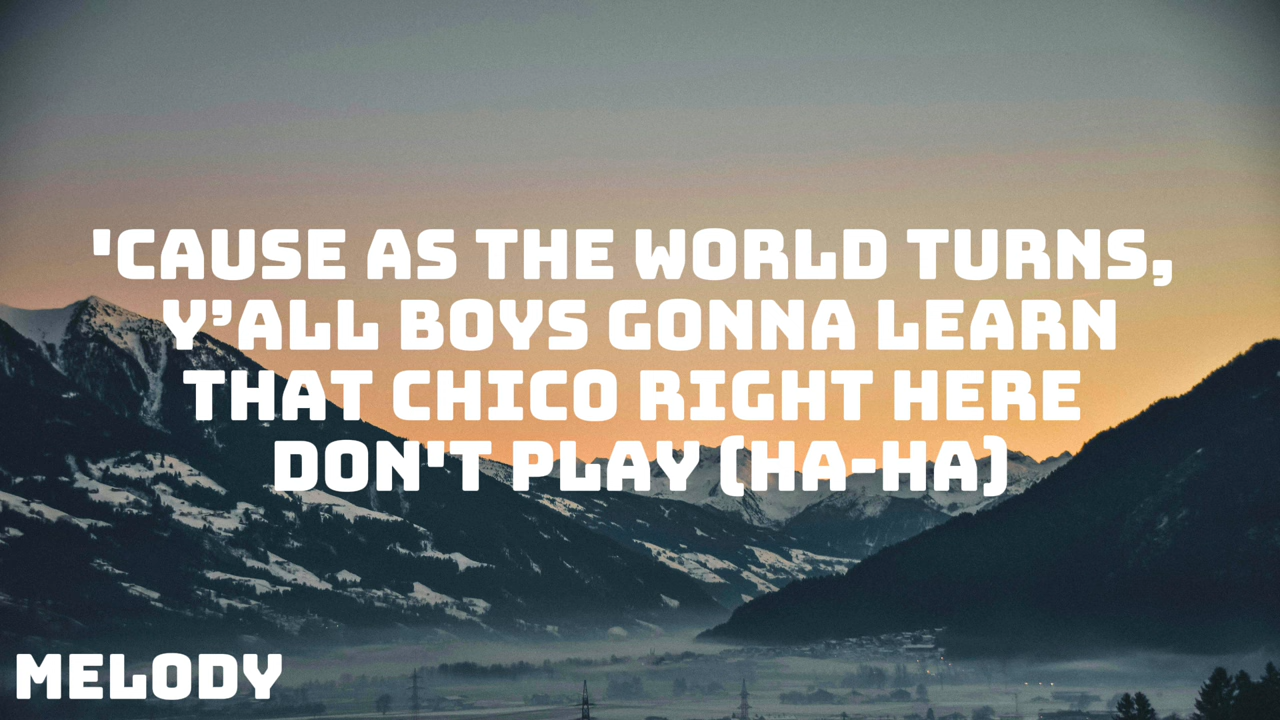 'CAUSE AS THE WORLD TURNS,
Y’ALL BOYS GONNA LEARN
THAT CHICO RIGHT HERE
DON'T PLAY (HA-HA)
MELODY